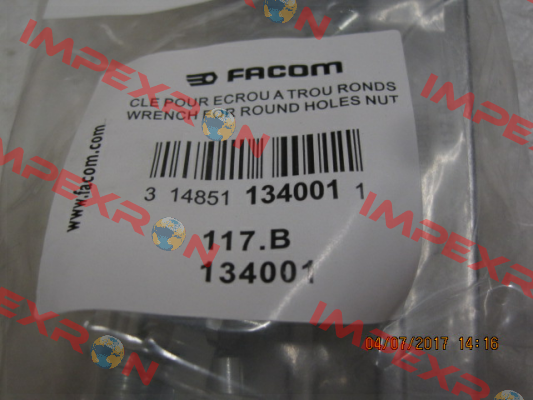 FACOM
CLE POUR ECROU A TROU RONDS
WRENCH FOR ROUND HOLES NUT
www.facom.com
3 14851 134001 1
117.B
134001
04/07/2017 14:16
IMPEXRON
IMPEXRON
IMPEXRON
IMPEXRON